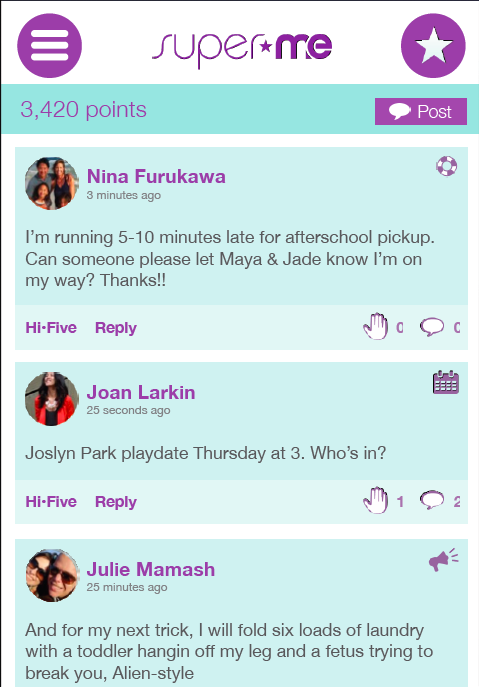 super★me
3,420 points
Post
Nina Furukawa
3 minutes ago
I’m running 5-10 minutes late for afterschool pickup.
Can someone please let Maya & Jade know I’m on
my way? Thanks!!
Hi•Five Reply 0 0
Joan Larkin
25 seconds ago
Joslyn Park playdate Thursday at 3. Who’s in?
Hi•Five Reply 1 2
Julie Mamash
25 minutes ago
And for my next trick, I will fold six loads of laundry
with a toddler hangin off my leg and a fetus trying to
break you, Alien-style